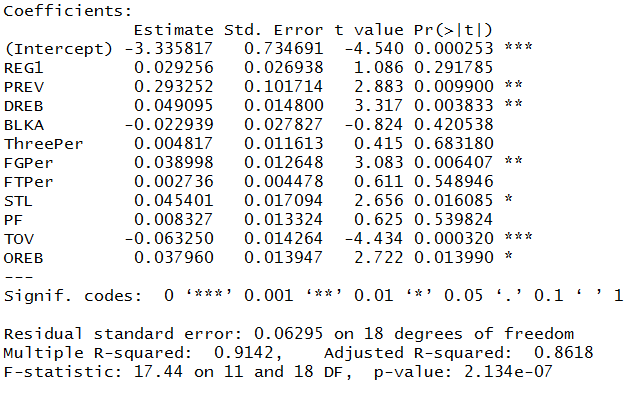 Coefficients:
Estimate Std. Error t value Pr(>|t|)
(Intercept) -3.335817 0.734691 -4.540 0.000253 ***
REG1 0.029256 0.026938 1.086 0.291785
PREV 0.293252 0.101714 2.883 0.009900 **
DREB 0.049095 0.014800 3.317 0.003833 **
BLKA -0.022939 0.027827 -0.824 0.420538
ThreePer 0.004817 0.011613 0.415 0.683180
FGPer 0.038998 0.012648 3.083 0.006407 **
FTPer 0.002736 0.004478 0.611 0.548946
STL 0.045401 0.017094 2.656 0.016085 *
PF 0.008327 0.013324 0.625 0.539824
TOV -0.063250 0.014264 -4.434 0.000320 ***
OREB 0.037960 0.013947 2.722 0.013990 *
---
Signif. codes: 0 ‘***’ 0.001 ‘**’ 0.01 ‘*’ 0.05 ‘.’ 0.1 ‘ ’ 1
Residual standard error: 0.06295 on 18 degrees of freedom
Multiple R-squared: 0.9142, Adjusted R-squared: 0.8618
F-statistic: 17.44 on 11 and 18 DF, p-value: 2.134e-07